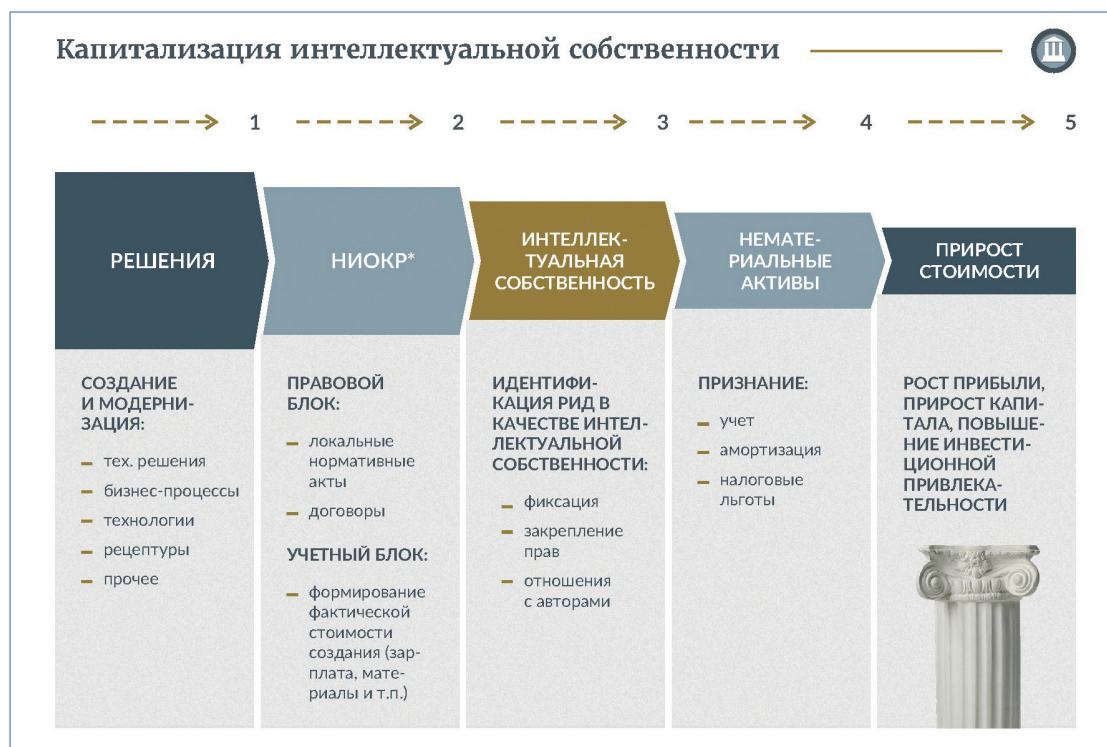 Капитализация интеллектуальной собственности
1
2
3
4
5
РЕШЕНИЯ
СОЗДАНИЕ
И МОДЕРНИ-
ЗАЦИЯ:
– тех. решения
– бизнес-процессы
– технологии
– рецептуры
– прочее
НИОКР*
ПРАВОВОЙ
БЛОК:
– локальные
нормативные
акты
– договоры
УЧЕТНЫЙ БЛОК:
– формирование
фактической
стоимости
создания (зар-
плата, мате-
риалы и т.п.)
ИНТЕЛЛЕК-
ТУАЛЬНАЯ
СОБСТВЕННОСТЬ
ИДЕНТИФИ-
КАЦИЯ РИД В
КАЧЕСТВЕ ИНТЕЛ-
ЛЕКТУАЛЬНОЙ
СОБСТВЕННОСТИ:
– фиксация
– закрепление
прав
– отношения
с авторами
НЕМАТЕ-
РИАЛЬНЫЕ
АКТИВЫ
ПРИЗНАНИЕ:
– учет
– амортизация
– налоговые
льготы
ПРИРОСТ
СТОИМОСТИ
РОСТ ПРИБЫЛИ,
ПРИРОСТ КАПИ-
ТАЛА, ПОВЫШЕ-
НИЕ ИНВЕСТИ-
ЦИОННОЙ
ПРИВЛЕКА-
ТЕЛЬНОСТИ